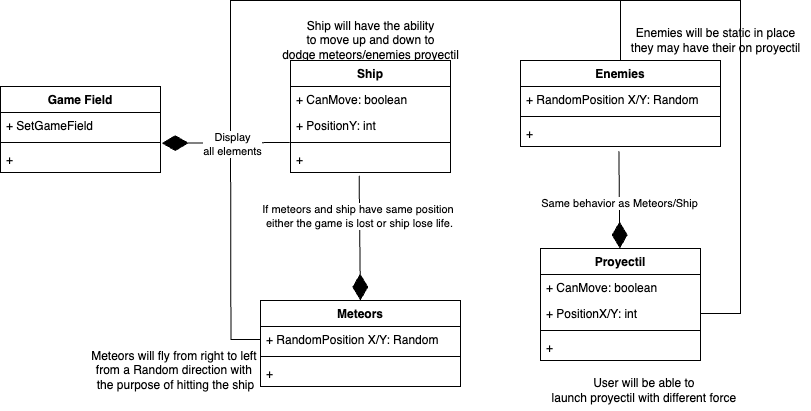 Ship will have the ability
to move up and down to
dodge meteors/enemies proyectil
Enemies will be static in place
they may have their on proyectil
Game Field
+ SetGameField
+
Display
all elements
Ship
+ CanMove: boolean
+ PositionY: int
+
Enemies
+ RandomPosition X/Y: Random
+
If meteors and ship have same position
either the game is lost or ship lose life.
Same behavior as Meteors/Ship
Meteors
+ RandomPosition X/Y: Random
+
Meteors will fly from right to left
from a Random direction with
the purpose of hitting the ship
Proyectil
+ CanMove: boolean
+ PositionX/Y: int
+
User will be able to
launch proyectil with different force